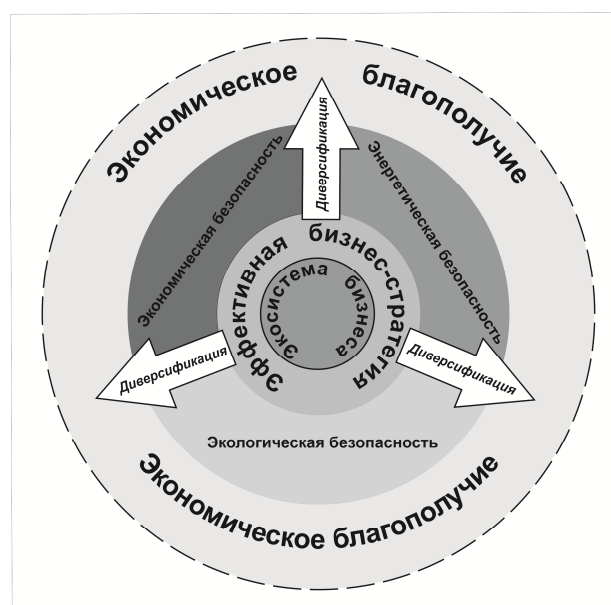 Экономическое благополучие
Диверсификация
Экономическая безопасность
Энергетическая безопасность
Эффективная бизнес-стратегия
Экосистема бизнеса
Диверсификация
Диверсификация
Экологическая безопасность
Экономическое благополучие